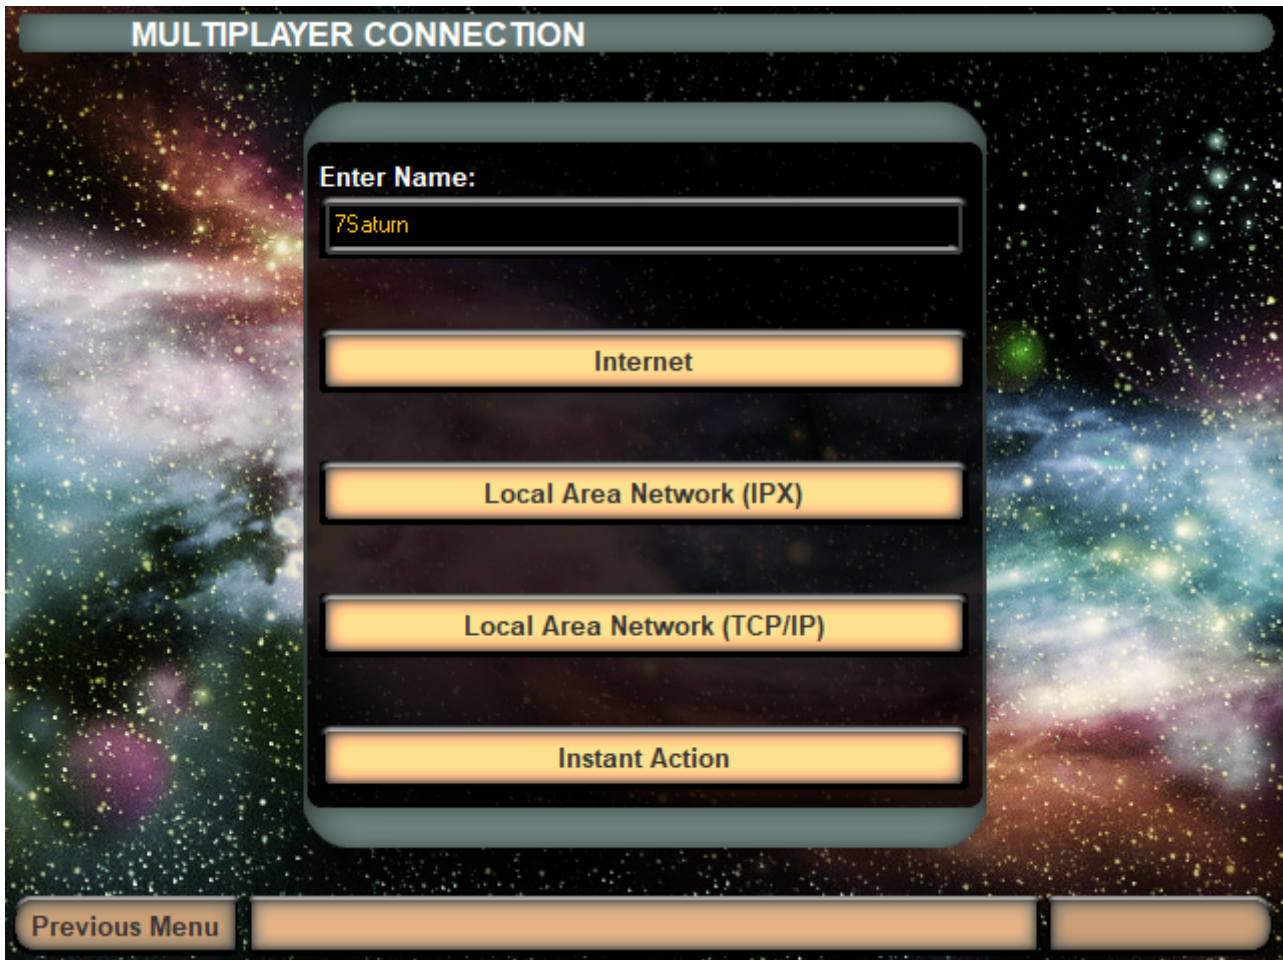 MULTIPLAYER CONNECTION
Enter Name:
7Saturn
Internet
Local Area Network (IPX)
Local Area Network (TCP/IP)
Instant Action
Previous Menu